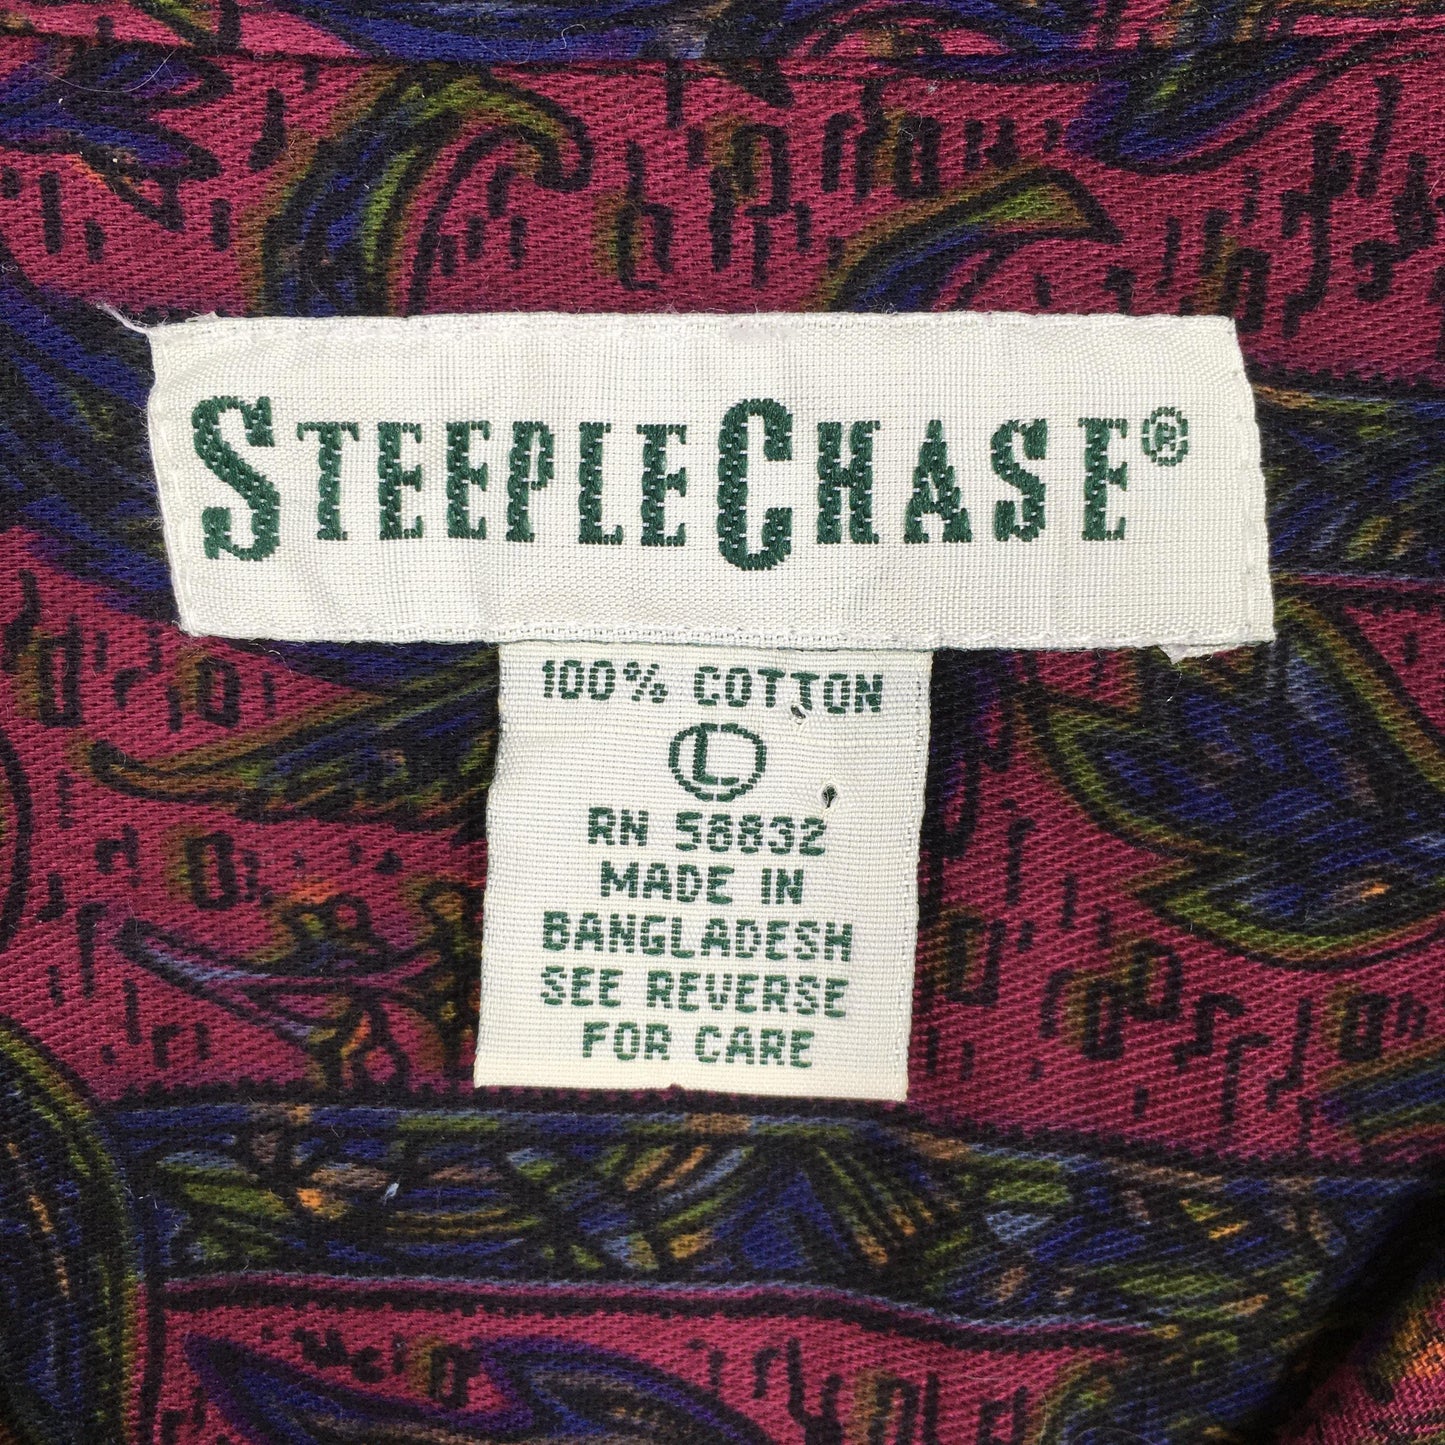 STEEPLECHASE®
100% COTTON
L
RN 58832
MADE IN
BANGLADESH
SEE REVERSE
FOR CARE